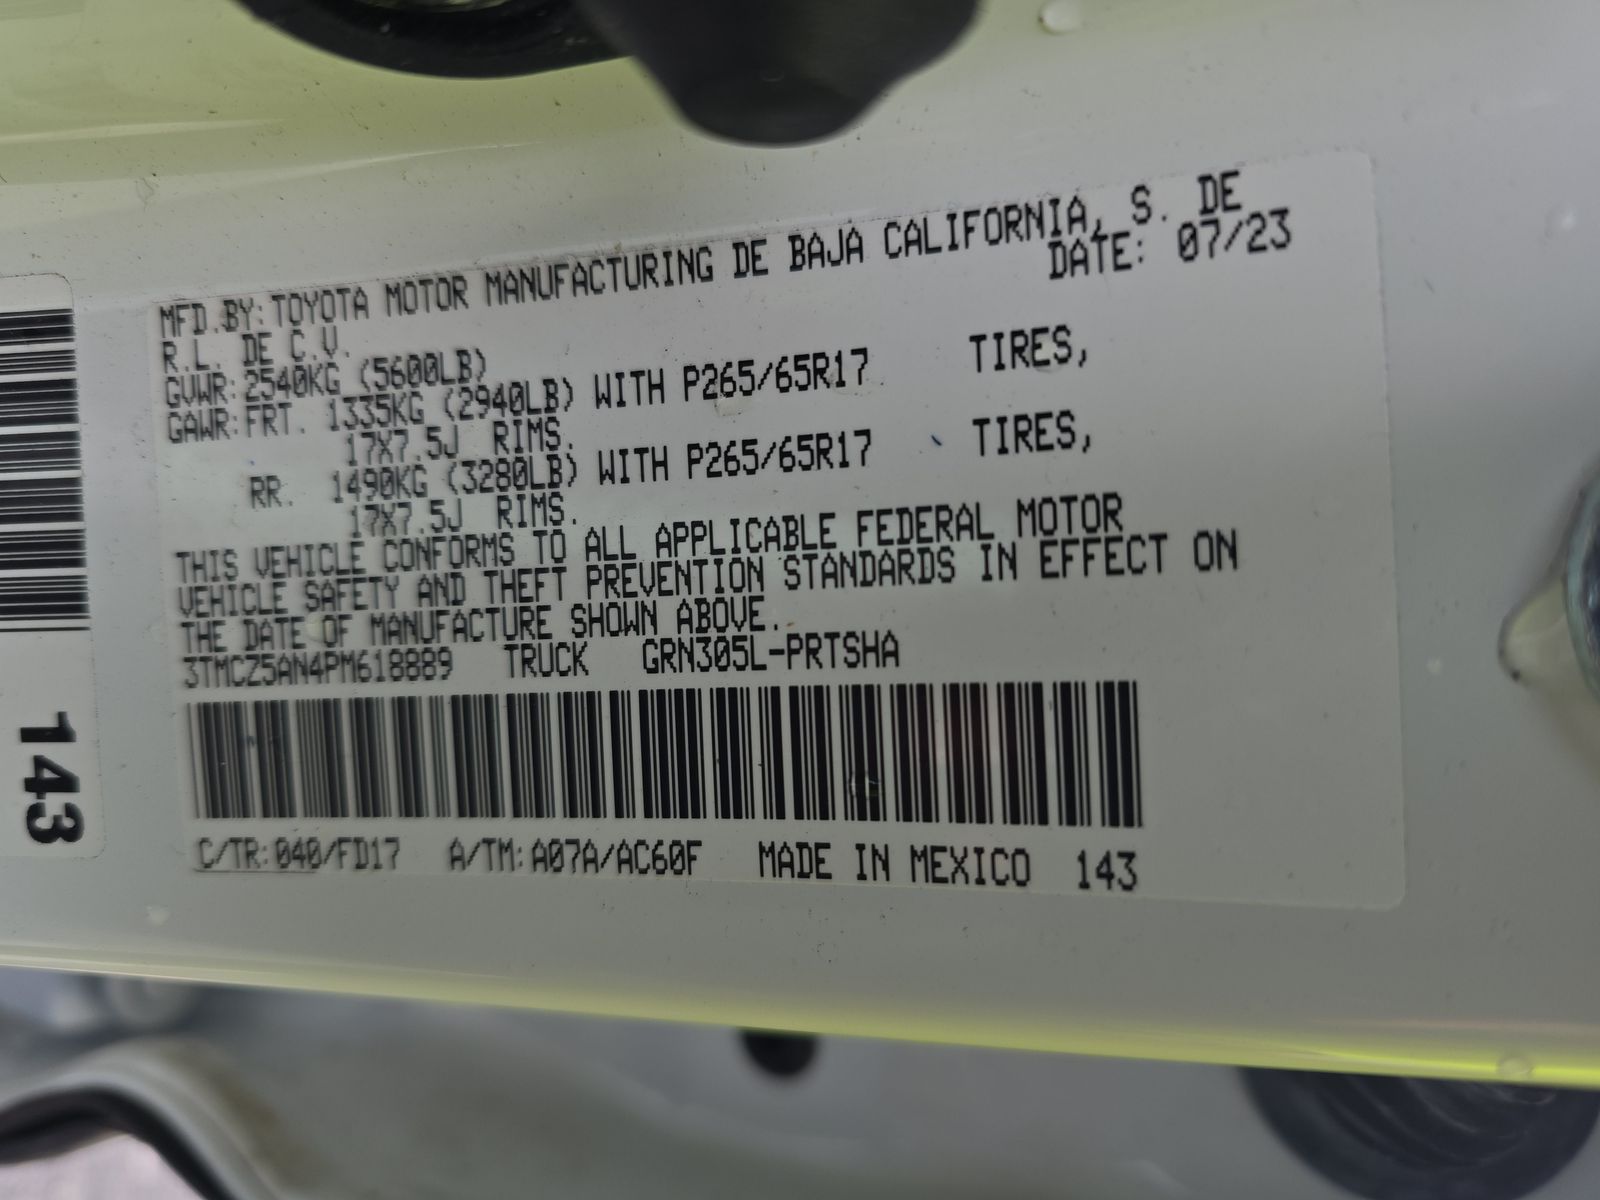 MFD.BY:TOYOTA MOTOR MANUFACTURING DE BAJA CALIFORNIA, S. DE
R.L. DE C.V. DATE: 07/23
GVWR:2540KG (5600LB)
GAWR:FRT. 1335KG (2940LB) WITH P265/65R17 TIRES,
17X7.5J RIMS.
RR. 1490KG (3280LB) WITH P265/65R17 TIRES,
17X7.5J RIMS.
THIS VEHICLE CONFORMS TO ALL APPLICABLE FEDERAL MOTOR
VEHICLE SAFETY AND THEFT PREVENTION STANDARDS IN EFFECT ON
THE DATE OF MANUFACTURE SHOWN ABOVE.
3TMCZ5AN4PM618889 TRUCK GRN305L-PRTSHA
C/TR:040/FD17 A/TM:A07A/AC60F MADE IN MEXICO 143
143